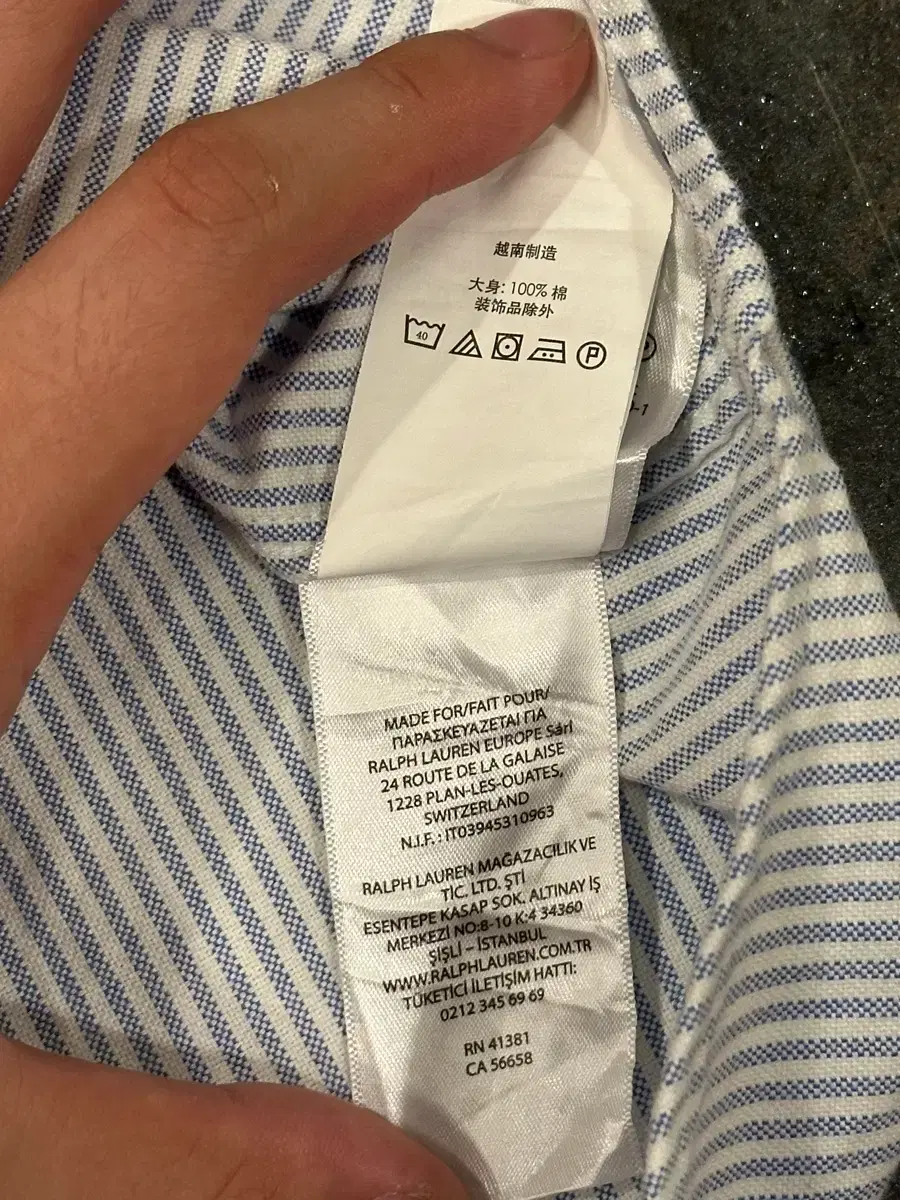 越南制造
大身: 100% 棉
装饰品除外
40
P
-1
MADE FOR/FAIT POUR/
ΠΑΡΑΣΚΕΥΑΖΕΤΑΙ ΓΙΑ
RALPH LAUREN EUROPE Sàrl
24 ROUTE DE LA GALAISE
1228 PLAN-LES-OUATES,
SWITZERLAND
N.I.F. : IT03945310963
RALPH LAUREN MAĞAZACILIK VE
TİC. LTD. ŞTİ
ESENTEPE KASAP SOK. ALTINAY İŞ
MERKEZİ NO:8-10 K:4 34360
ŞİŞLİ – İSTANBUL
WWW.RALPHLAUREN.COM.TR
TÜKETİCİ İLETİŞİM HATTI:
0212 345 69 69
RN 41381
CA 56658